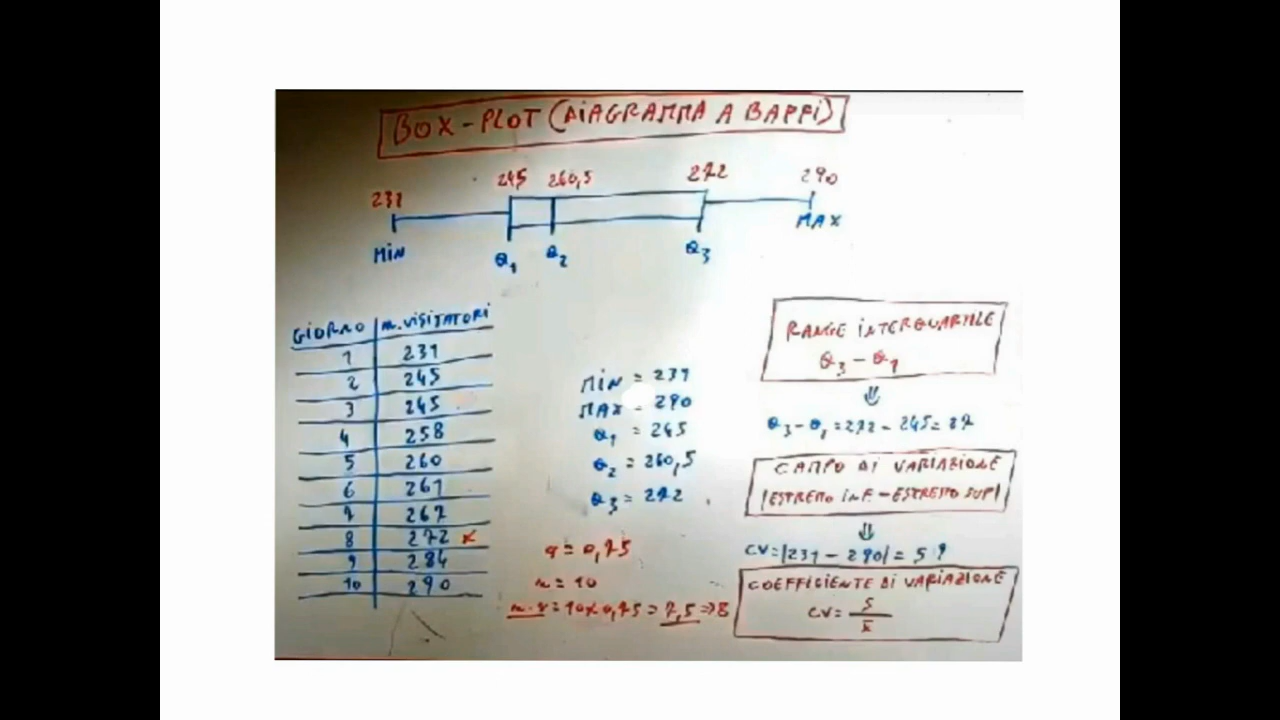 BOX-PLOT (DIAGRAMMA A BAFFI)
231 245 260,5 272 290
MIN Q1 Q2 Q3 MAX
GIORNO n. VISITATORI
1 231
2 245
3 245
4 258
5 260
6 261
7 267
8 272 x
9 284
10 290
MIN = 231
MAX = 290
Q1 = 245
Q2 = 260,5
Q3 = 272
q = 0,75
n = 10
n·q = 10x0,75 = 7,5 => 8
RANGE INTERQUARTILE
Q3 - Q1
⇓
Q3 - Q1 = 272 - 245 = 27
CAMPO DI VARIAZIONE
|ESTREMO INF. - ESTREMO SUP|
⇓
CV = |231 - 290| = 59
COEFFICIENTE DI VARIAZIONE
CV = S / x̄